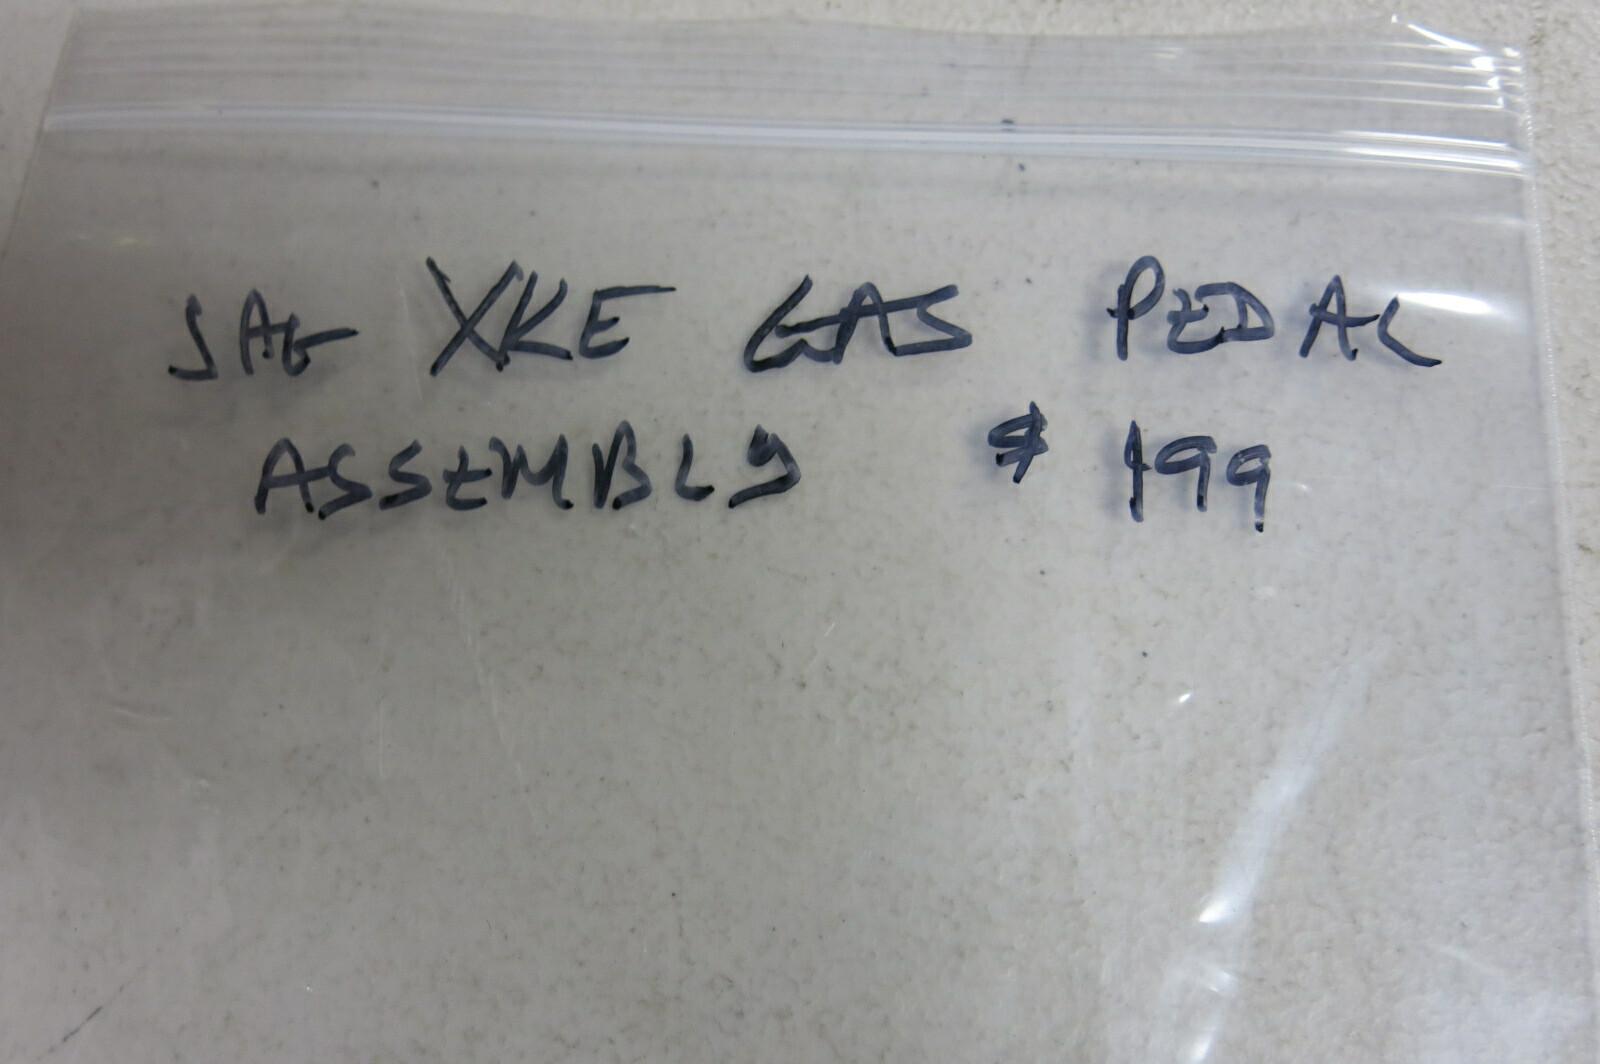 JAG XKE GAS PEDAL
ASSEMBLY $ 199